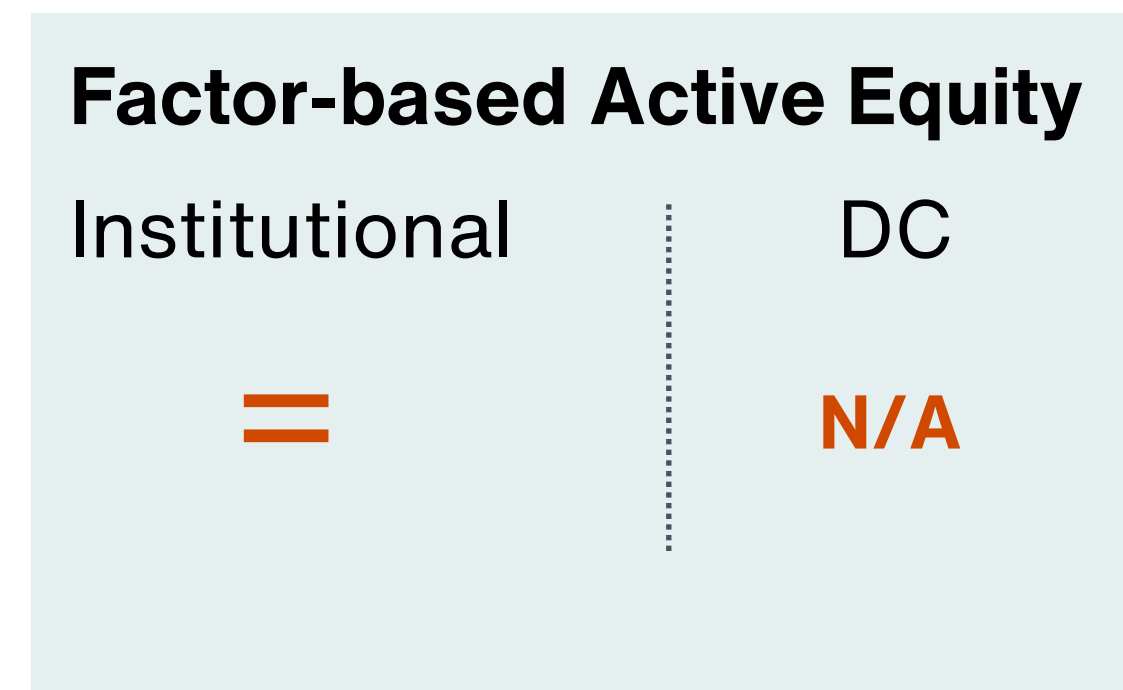 Factor-based Active Equity
Institutional DC
= N/A